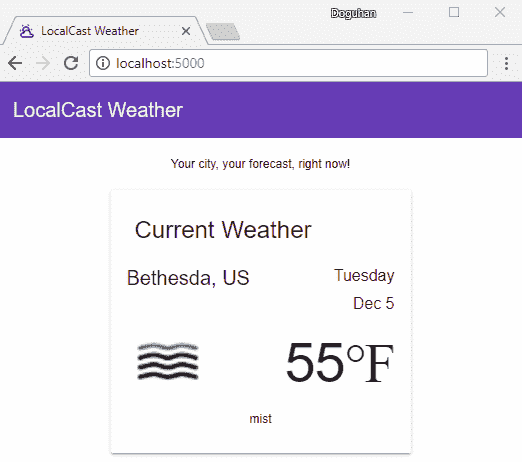 Doguhan
LocalCast Weather
localhost:5000
LocalCast Weather
Your city, your forecast, right now!
Current Weather
Bethesda, US
Tuesday
Dec 5
55°F
mist